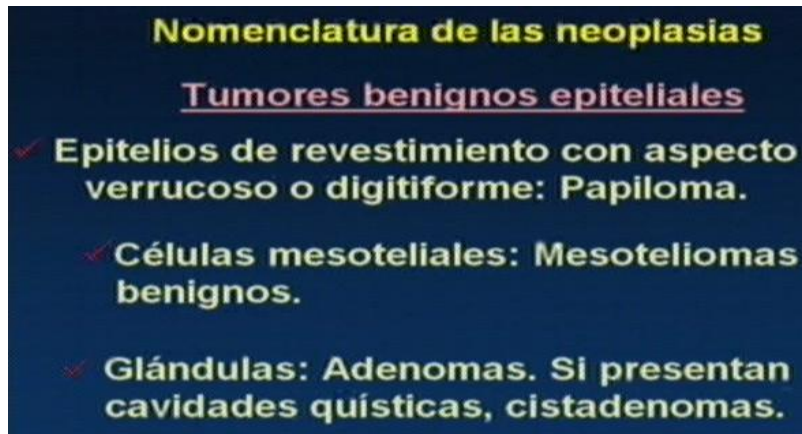 Nomenclatura de las neoplasias
Tumores benignos epiteliales
Epitelios de revestimiento con aspecto
verrucoso o digitiforme: Papiloma.
Células mesoteliales: Mesoteliomas
benignos.
Glándulas: Adenomas. Si presentan
cavidades quísticas, cistadenomas.